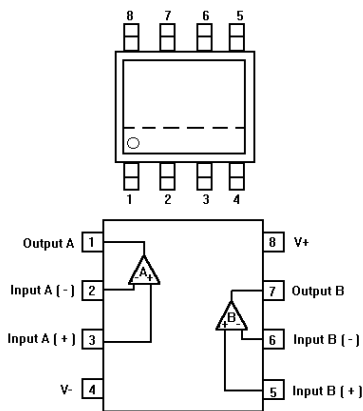 8 7 6 5
1 2 3 4
Output A 1
8 V+
-A+
Input A (-) 2
7 Output B
+B-
Input A (+) 3
6 Input B (-)
V- 4
5 Input B (+)